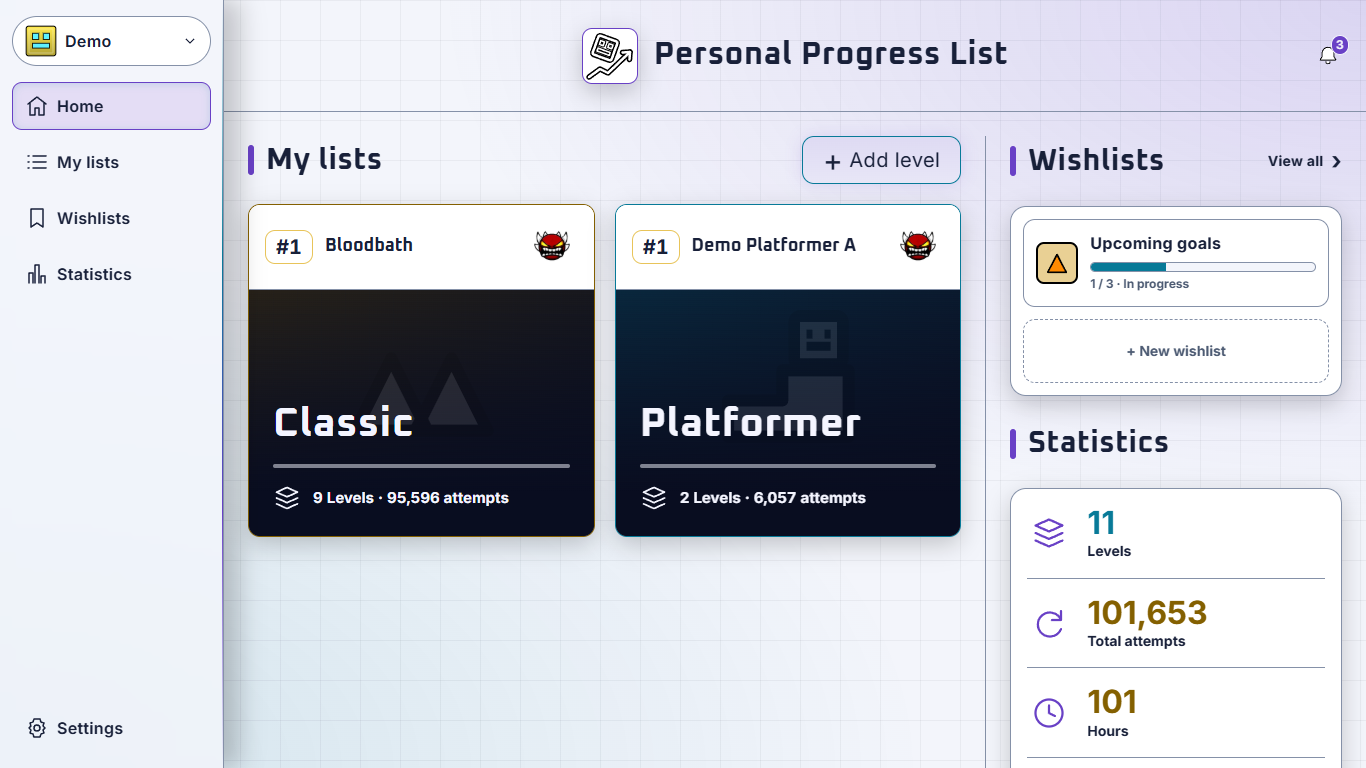 Demo
Home
My lists
Wishlists
Statistics
Settings
Personal Progress List
3
My lists
+ Add level
#1 Bloodbath
Classic
9 Levels · 95,596 attempts
#1 Demo Platformer A
Platformer
2 Levels · 6,057 attempts
Wishlists
View all
Upcoming goals
1 / 3 · In progress
+ New wishlist
Statistics
11
Levels
101,653
Total attempts
101
Hours